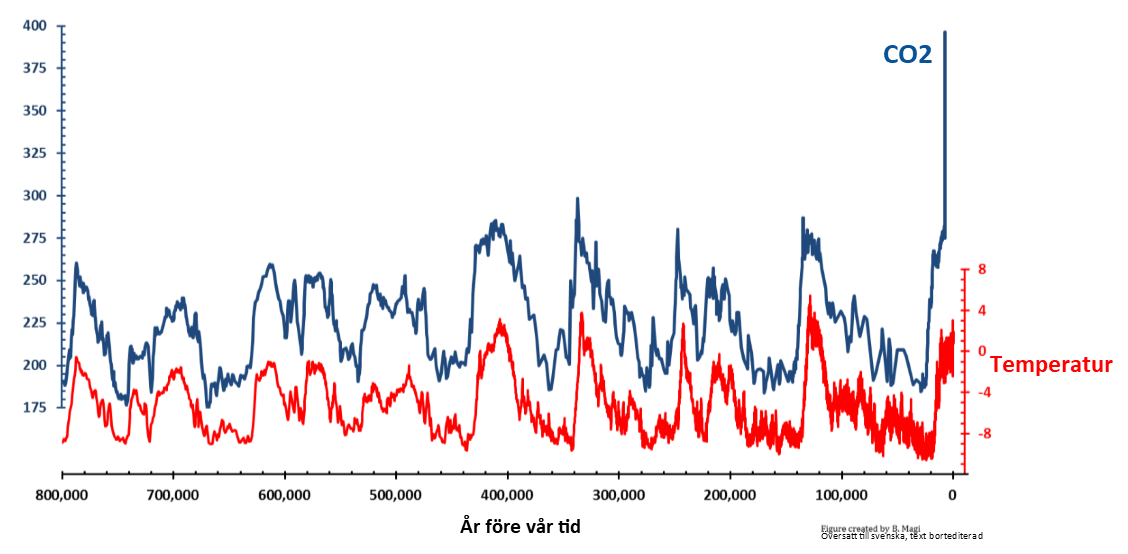 400
375
350
325
300
275
250
225
200
175
CO2
8
4
0
-4
-8
Temperatur
800,000 700,000 600,000 500,000 400,000 300,000 200,000 100,000 0
År före vår tid
Figure created by B. Magi
Översatt till svenska, text bortediterad